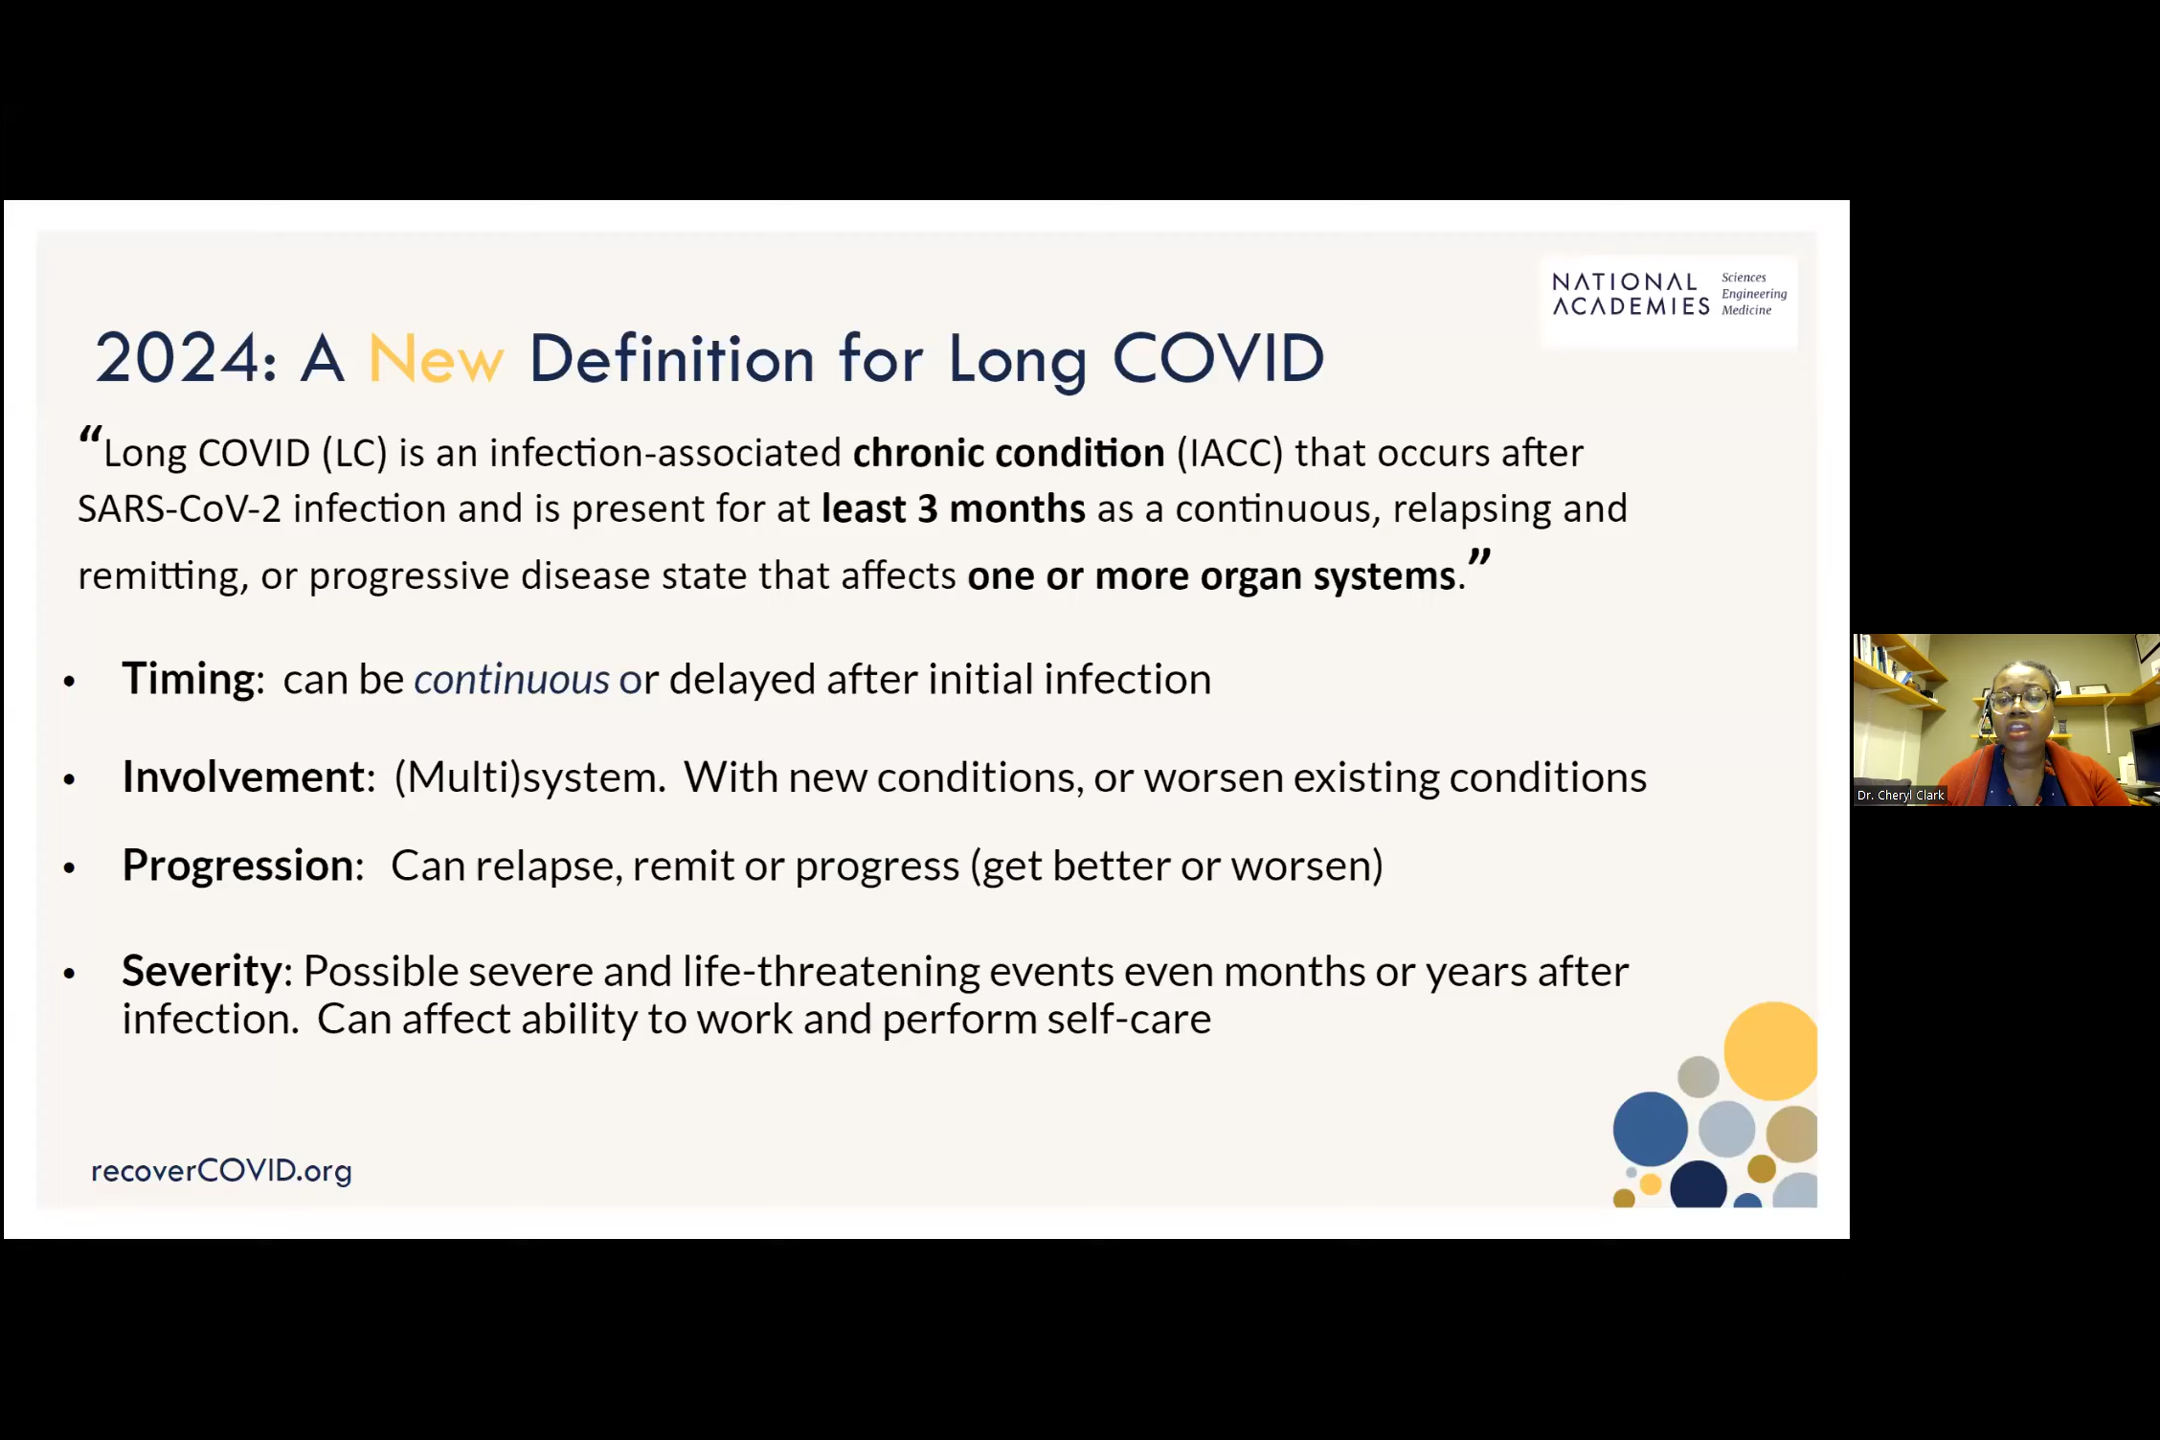 NATIONAL ACADEMIES
Sciences
Engineering
Medicine
2024: A New Definition for Long COVID
“Long COVID (LC) is an infection-associated chronic condition (IACC) that occurs after
SARS-CoV-2 infection and is present for at least 3 months as a continuous, relapsing and
remitting, or progressive disease state that affects one or more organ systems.”
• Timing: can be continuous or delayed after initial infection
• Involvement: (Multi)system. With new conditions, or worsen existing conditions
• Progression: Can relapse, remit or progress (get better or worsen)
• Severity: Possible severe and life-threatening events even months or years after
infection. Can affect ability to work and perform self-care
recoverCOVID.org
Dr. Cheryl Clark